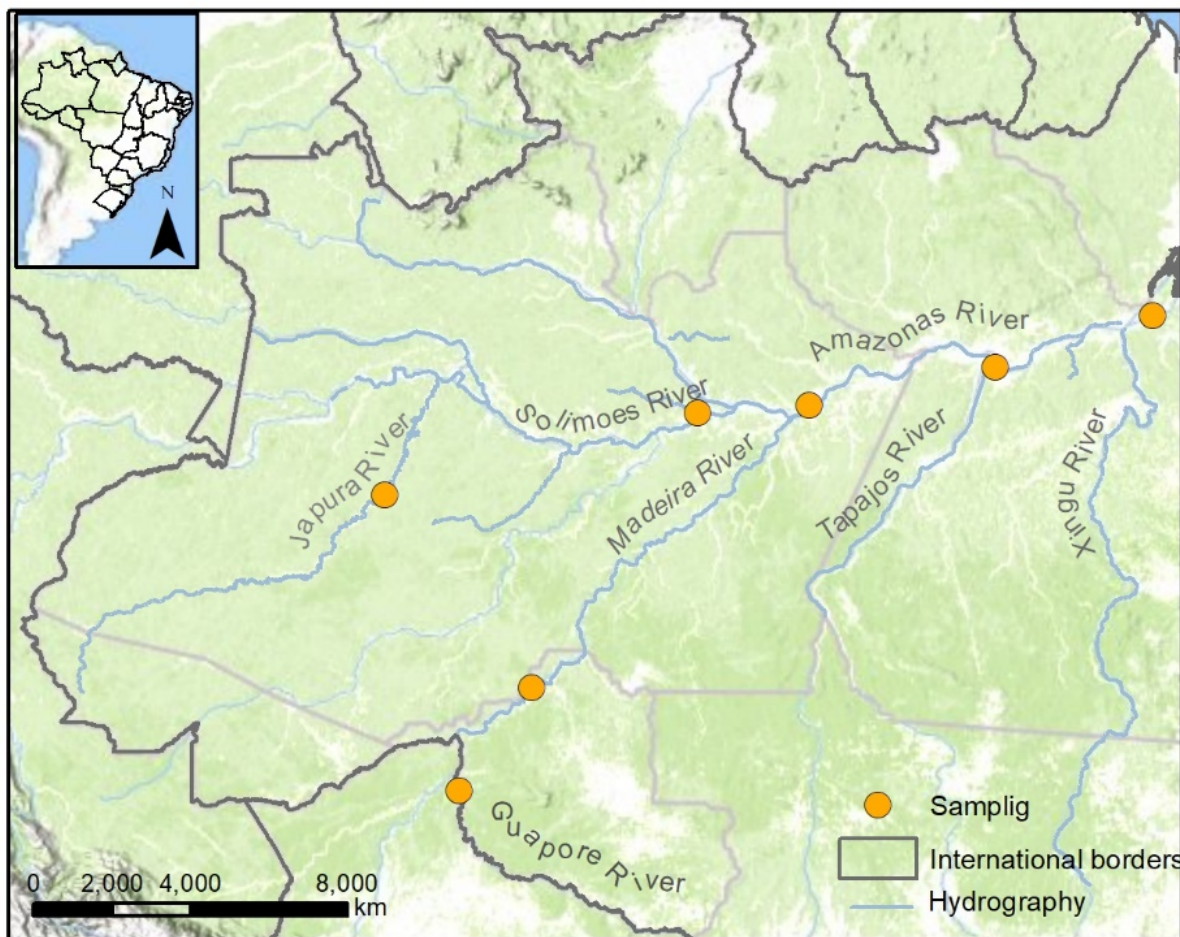 N
Amazonas River
Solimoes River
Japura River
Madeira River
Tapajos River
Xingu River
Guapore River
Samplig
International borders
Hydrography
0 2,000 4,000 8,000
km